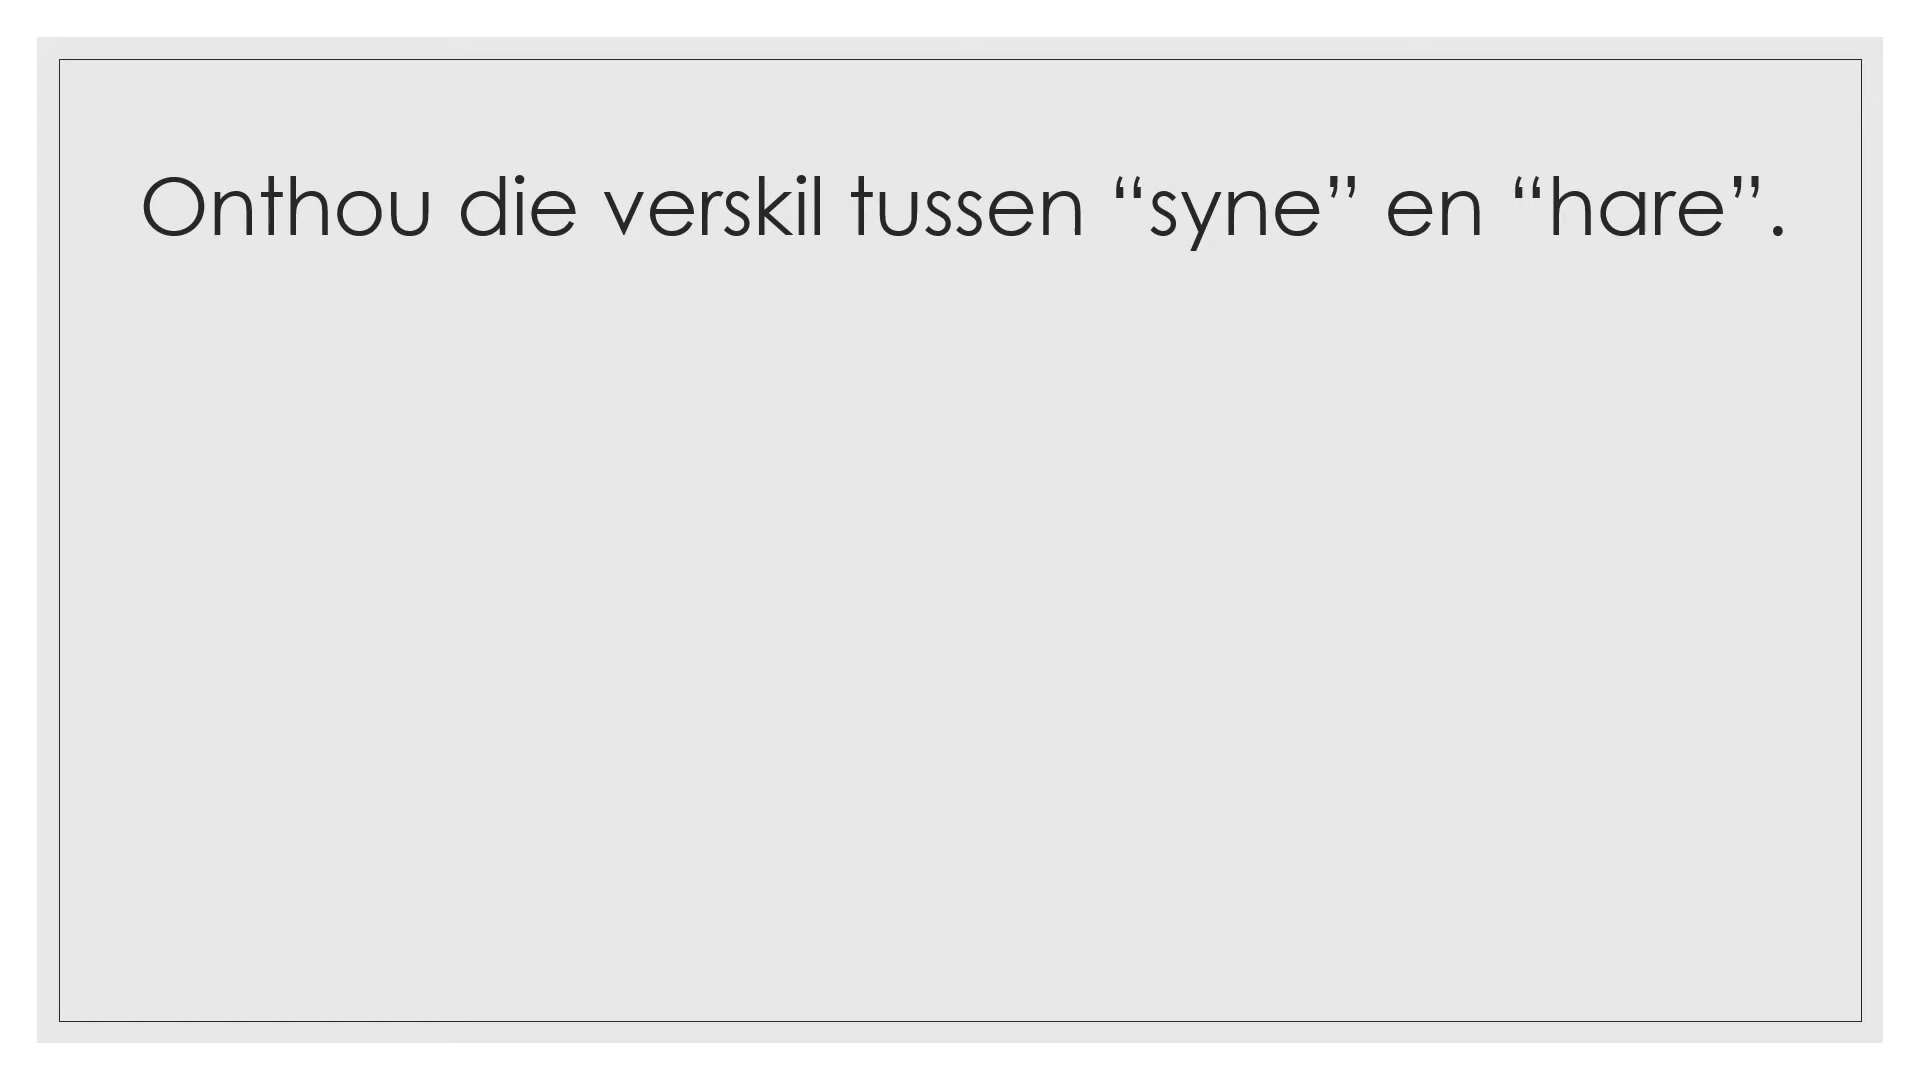 Onthou die verskil tussen “syne” en “hare”.